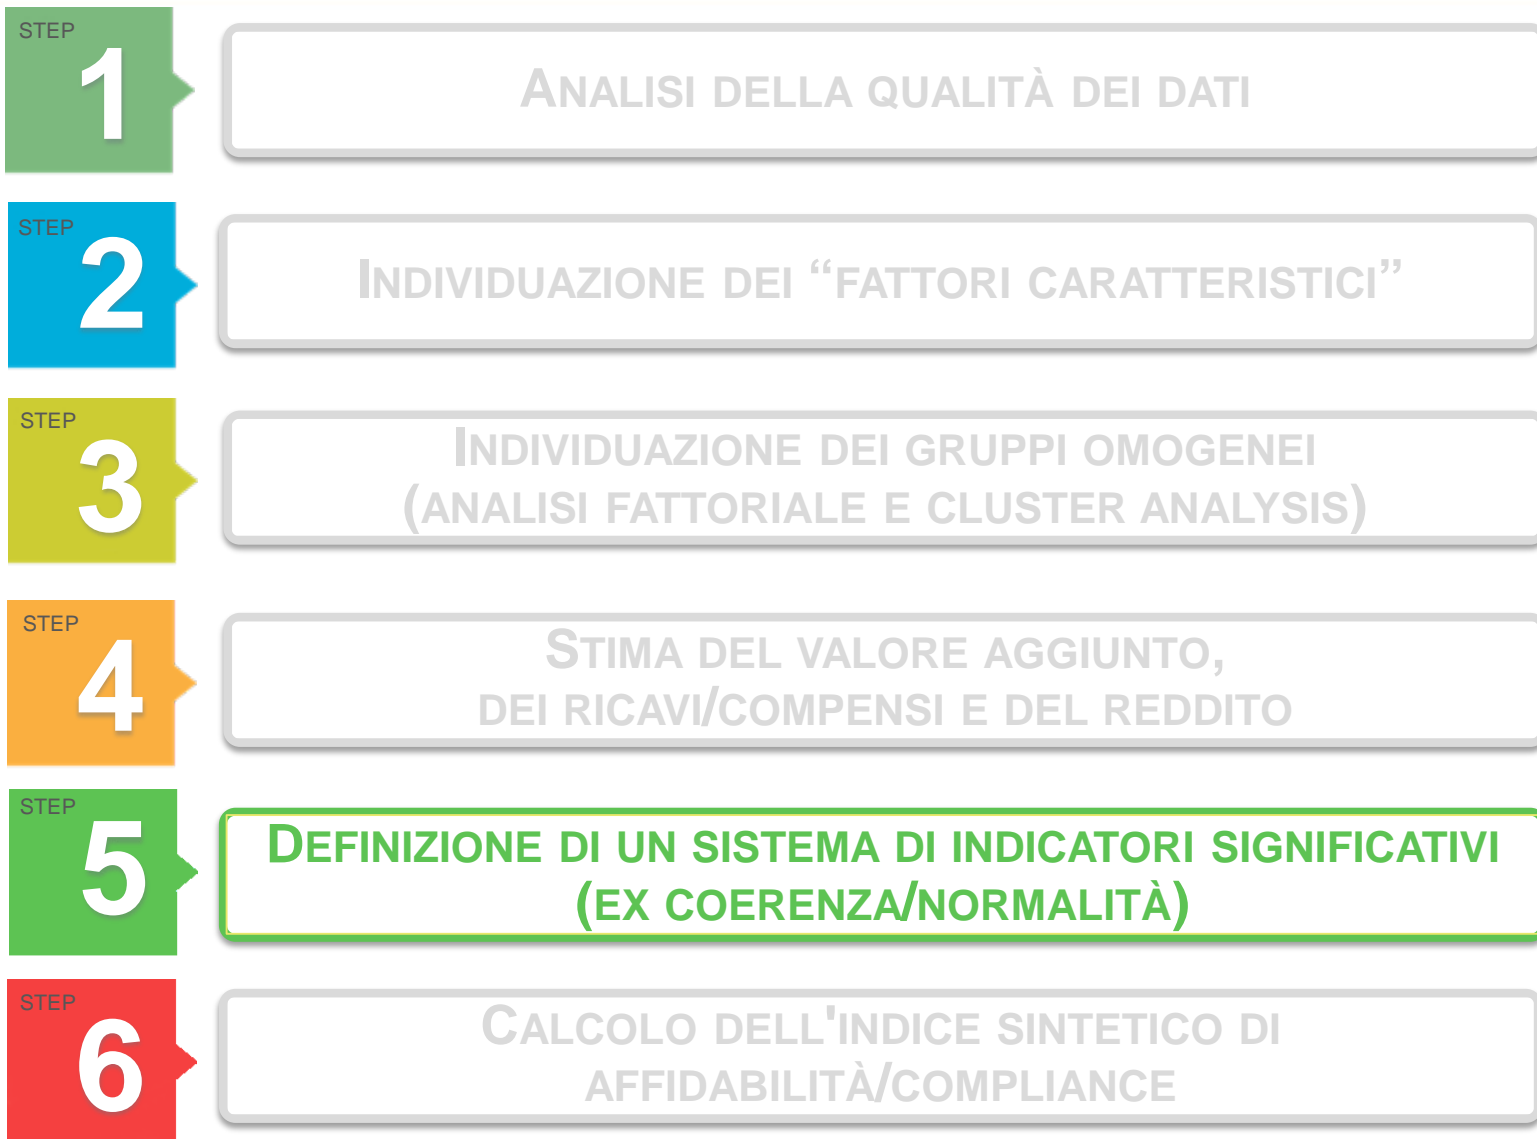 STEP
1
ANALISI DELLA QUALITÀ DEI DATI
STEP
2
INDIVIDUAZIONE DEI “FATTORI CARATTERISTICI”
STEP
3
INDIVIDUAZIONE DEI GRUPPI OMOGENEI
(ANALISI FATTORIALE E CLUSTER ANALYSIS)
STEP
4
STIMA DEL VALORE AGGIUNTO,
DEI RICAVI/COMPENSI E DEL REDDITO
STEP
5
DEFINIZIONE DI UN SISTEMA DI INDICATORI SIGNIFICATIVI
(EX COERENZA/NORMALITÀ)
STEP
6
CALCOLO DELL'INDICE SINTETICO DI
AFFIDABILITÀ/COMPLIANCE